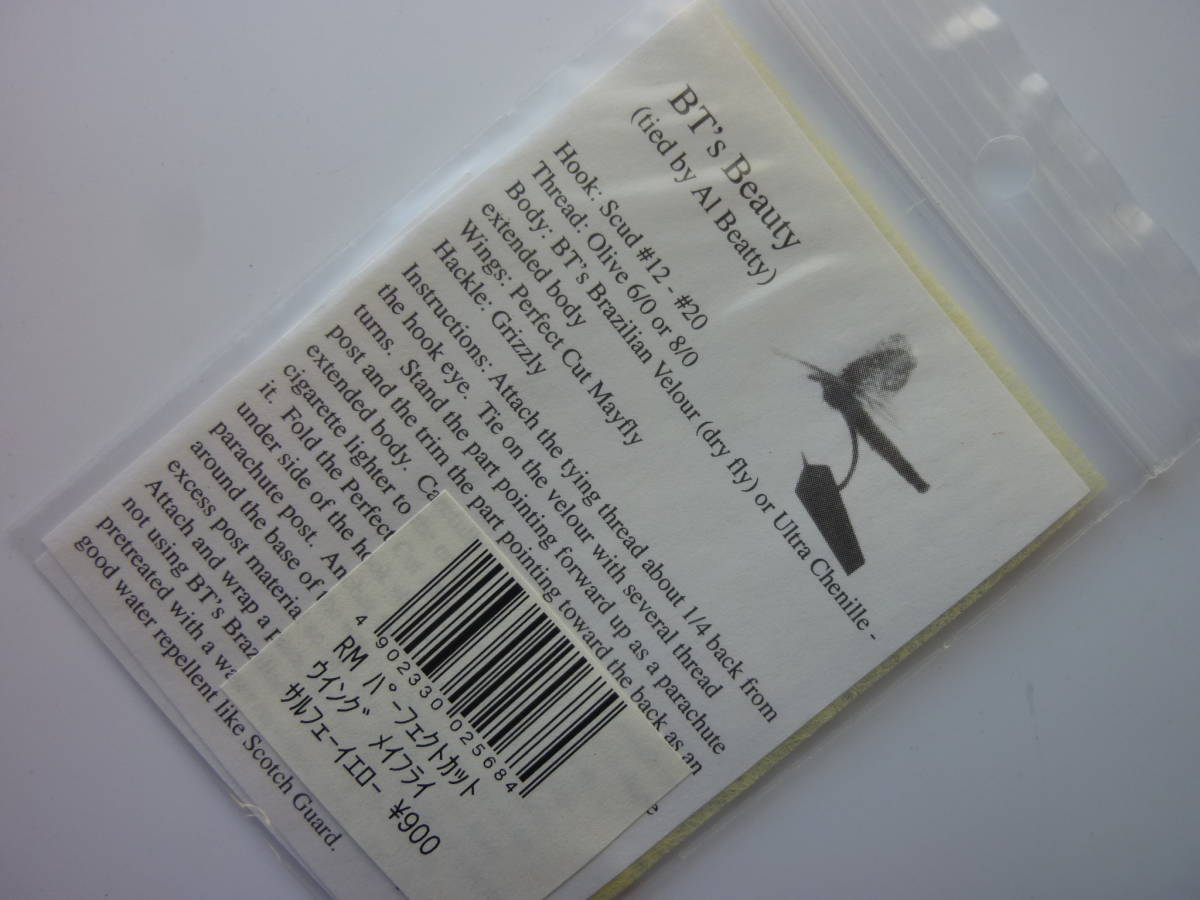 BT's Beauty
(tied by Al Beatty)
Hook: Scud #12 - #20
Thread: Olive 6/0 or 8/0
Body: BT's Brazilian Velour (dry fly) or Ultra Chenille -
extended body
Wings: Perfect Cut Mayfly
Hackle: Grizzly
Instructions: Attach the tying thread about 1/4 back from
the hook eye. Tie on the velour with several thread
turns. Stand the part pointing forward up as a parachute
post and the trim the part pointing toward the back as an
extended body.
cigarette lighter to
it. Fold the Perfect
under side of the
parachute post.
around the base of
excess post
Attach and wrap a
not using BT's
pretreated with a
good water repellent like Scotch Guard.
4 902330 025684
RM パーフェクトカット
ウイング メイフライ
サルフェーイエロー ¥900